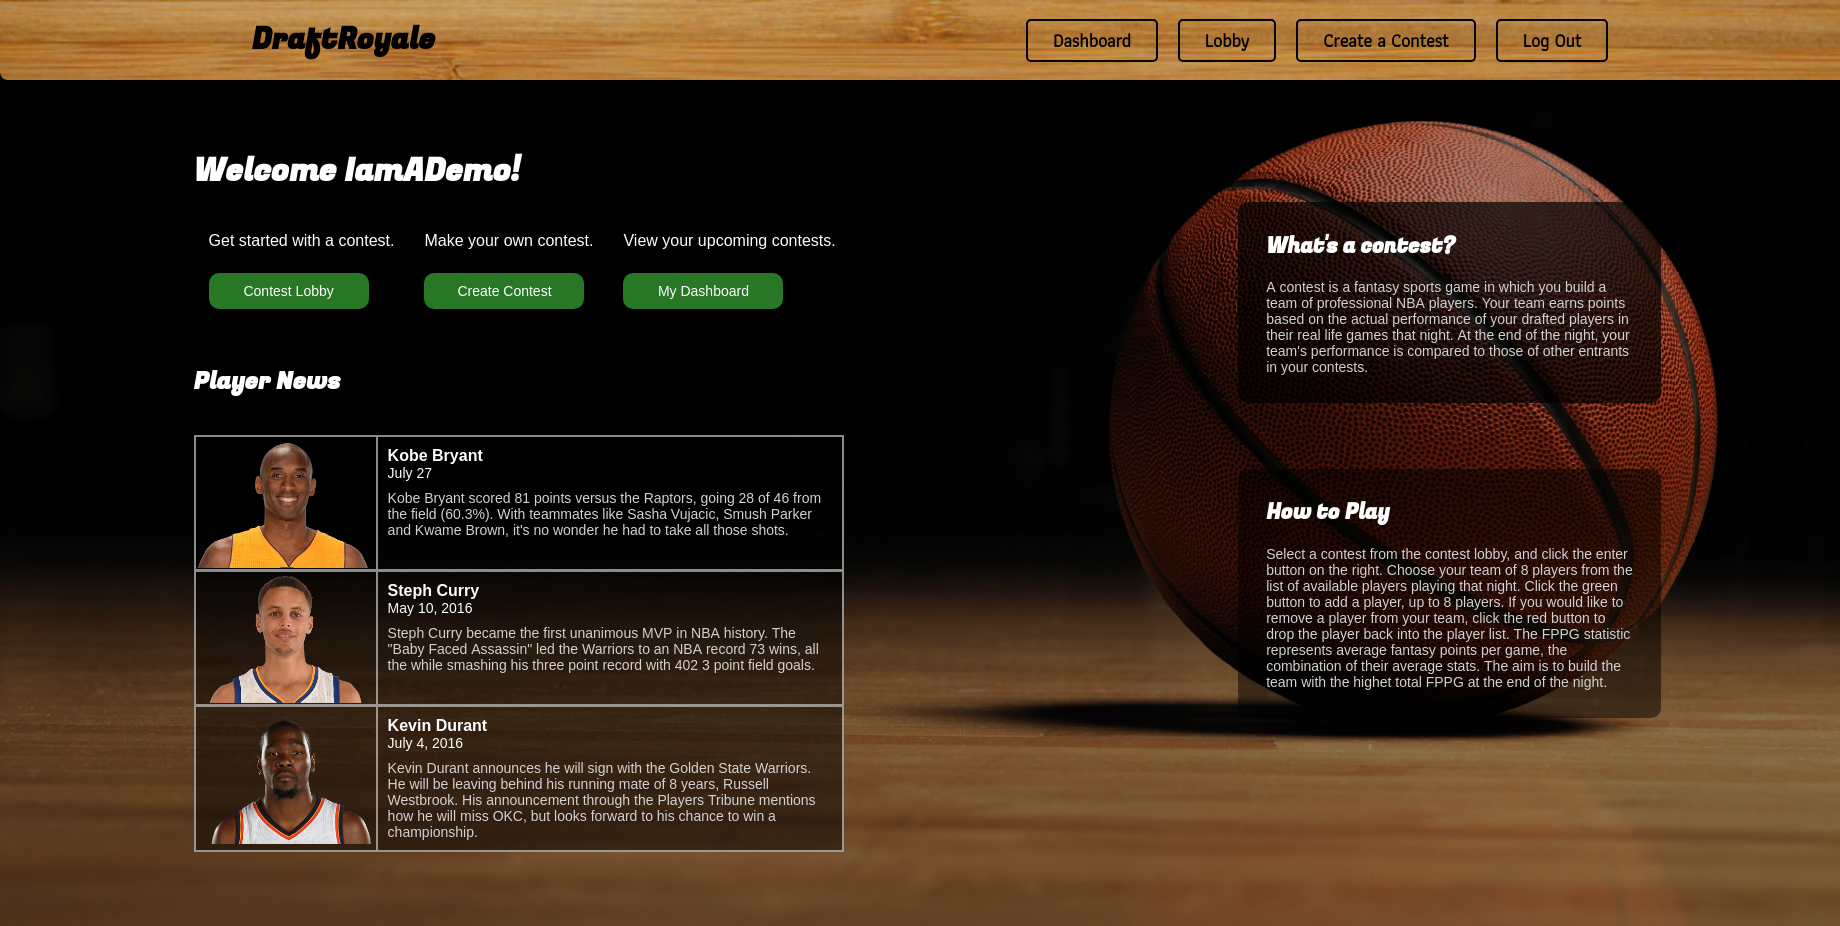 DraftRoyale
Dashboard
Lobby
Create a Contest
Log Out
Welcome IamADemo!
Get started with a contest.
Make your own contest.
View your upcoming contests.
Contest Lobby
Create Contest
My Dashboard
Player News
Kobe Bryant
July 27
Kobe Bryant scored 81 points versus the Raptors, going 28 of 46 from
the field (60.3%). With teammates like Sasha Vujacic, Smush Parker
and Kwame Brown, it's no wonder he had to take all those shots.
Steph Curry
May 10, 2016
Steph Curry became the first unanimous MVP in NBA history. The
"Baby Faced Assassin" led the Warriors to an NBA record 73 wins, all
the while smashing his three point record with 402 3 point field goals.
Kevin Durant
July 4, 2016
Kevin Durant announces he will sign with the Golden State Warriors.
He will be leaving behind his running mate of 8 years, Russell
Westbrook. His announcement through the Players Tribune mentions
how he will miss OKC, but looks forward to his chance to win a
championship.
What's a contest?
A contest is a fantasy sports game in which you build a
team of professional NBA players. Your team earns points
based on the actual performance of your drafted players in
their real life games that night. At the end of the night, your
team's performance is compared to those of other entrants
in your contests.
How to Play
Select a contest from the contest lobby, and click the enter
button on the right. Choose your team of 8 players from the
list of available players playing that night. Click the green
button to add a player, up to 8 players. If you would like to
remove a player from your team, click the red button to
drop the player back into the player list. The FPPG statistic
represents average fantasy points per game, the
combination of their average stats. The aim is to build the
team with the highet total FPPG at the end of the night.